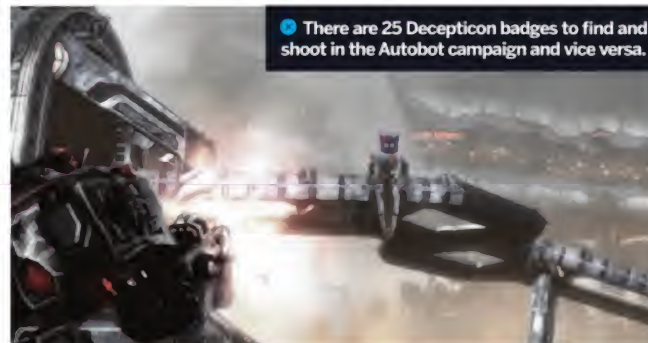 There are 25 Decepticon badges to find and
shoot in the Autobot campaign and vice versa.